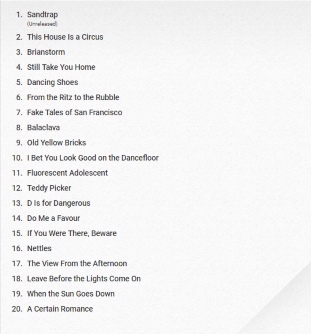 1. Sandtrap
(Unreleased)
2. This House Is a Circus
3. Brianstorm
4. Still Take You Home
5. Dancing Shoes
6. From the Ritz to the Rubble
7. Fake Tales of San Francisco
8. Balaclava
9. Old Yellow Bricks
10. I Bet You Look Good on the Dancefloor
11. Fluorescent Adolescent
12. Teddy Picker
13. D Is for Dangerous
14. Do Me a Favour
15. If You Were There, Beware
16. Nettles
17. The View From the Afternoon
18. Leave Before the Lights Come On
19. When the Sun Goes Down
20. A Certain Romance